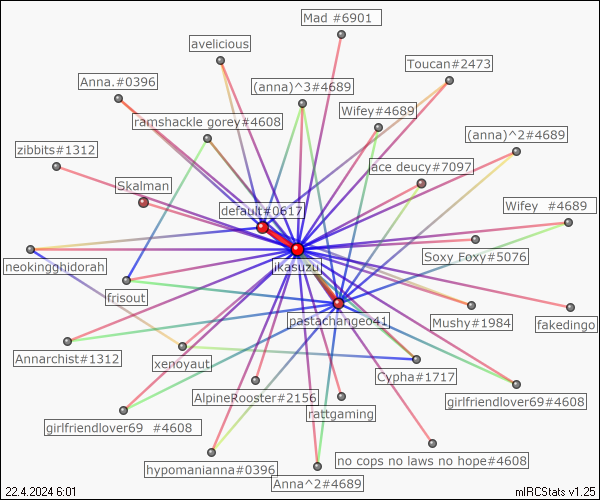 Mad #6901
avelicious
Toucan#2473
Anna.#0396
(anna)^3#4689
Wifey#4689
ramshackle gorey#4608
(anna)^2#4689
zibbits#1312
ace deucy#7097
Skalman
default#0617
Wifey  #4689
Soxy Foxy#5076
neokingghidorah
ikasuzu
frisout
pastachangeo41
Mushy#1984
fakedingo
Annarchist#1312
xenoyaut
Cypha#1717
AlpineRooster#2156
girlfriendlover69#4608
rattgaming
girlfriendlover69  #4608
no cops no laws no hope#4608
hypomanianna#0396
Anna^2#4689
22.4.2024 6:01
mIRCStats v1.25